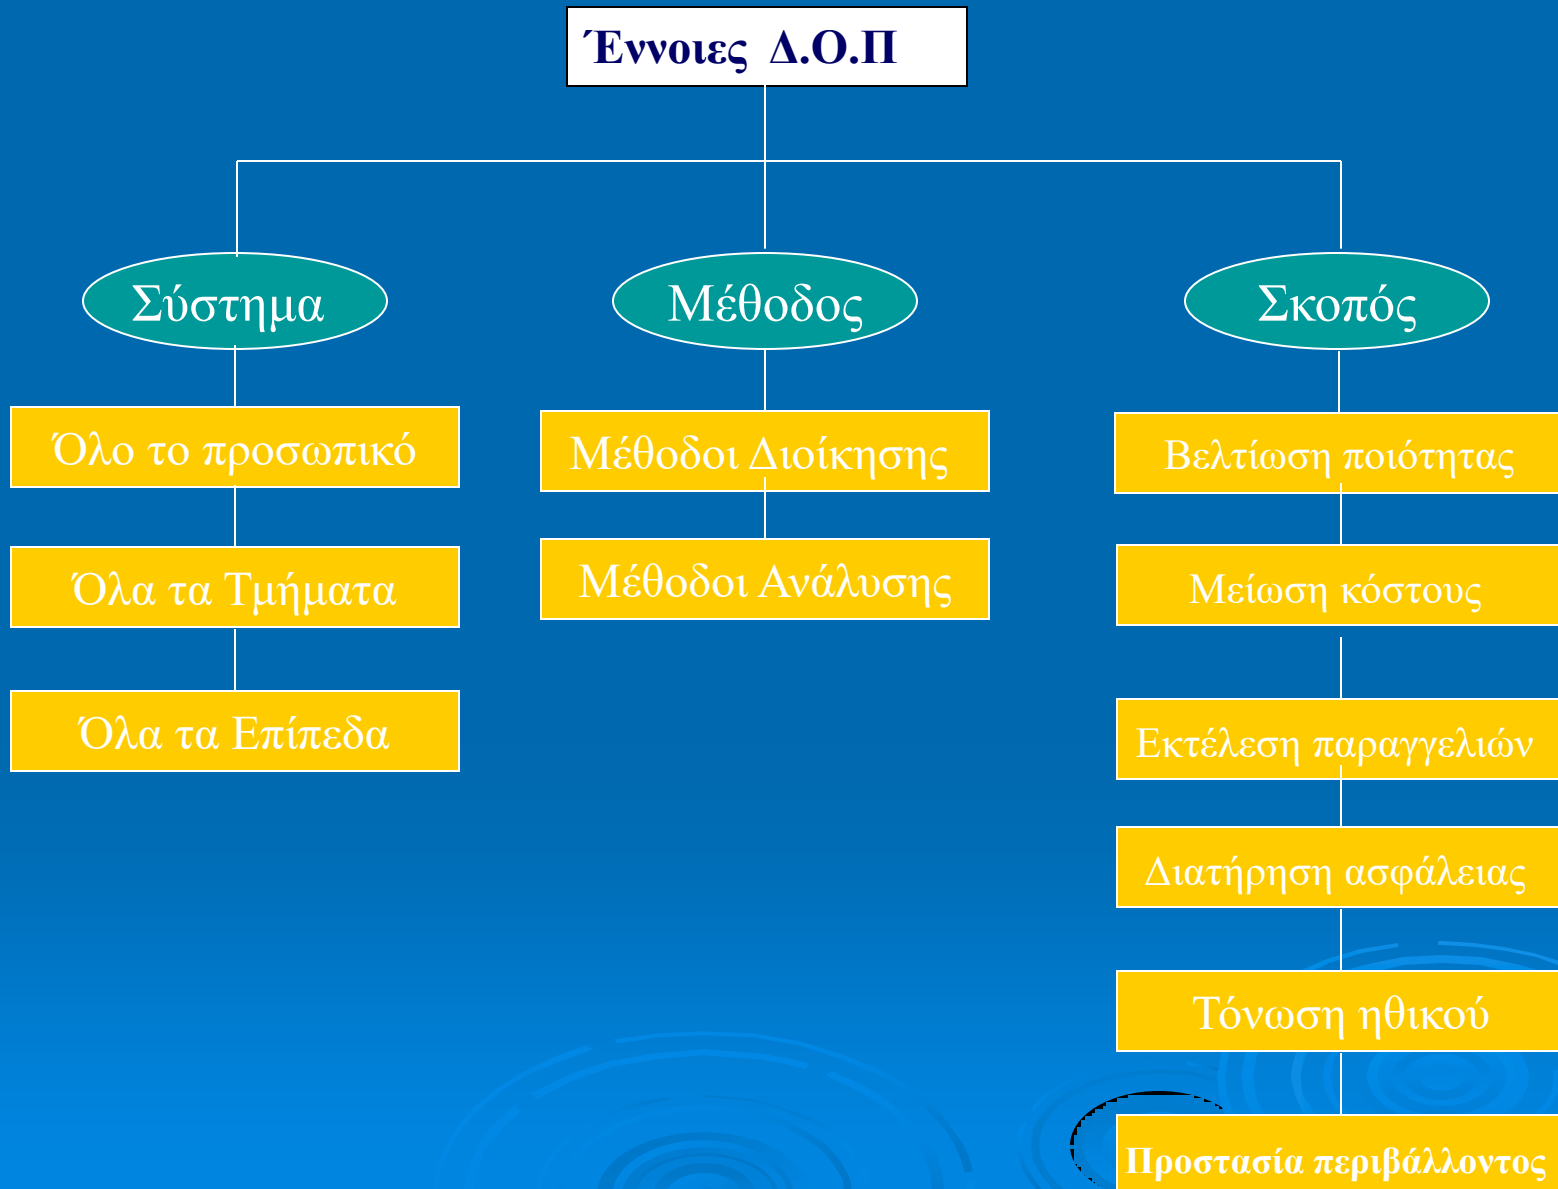 Έννοιες Δ.Ο.Π
Σύστημα
Όλο το προσωπικό
Όλα τα Τμήματα
Όλα τα Επίπεδα
Μέθοδος
Μέθοδοι Διοίκησης
Μέθοδοι Ανάλυσης
Σκοπός
Βελτίωση ποιότητας
Μείωση κόστους
Εκτέλεση παραγγελιών
Διατήρηση ασφάλειας
Τόνωση ηθικού
Προστασία περιβάλλοντος